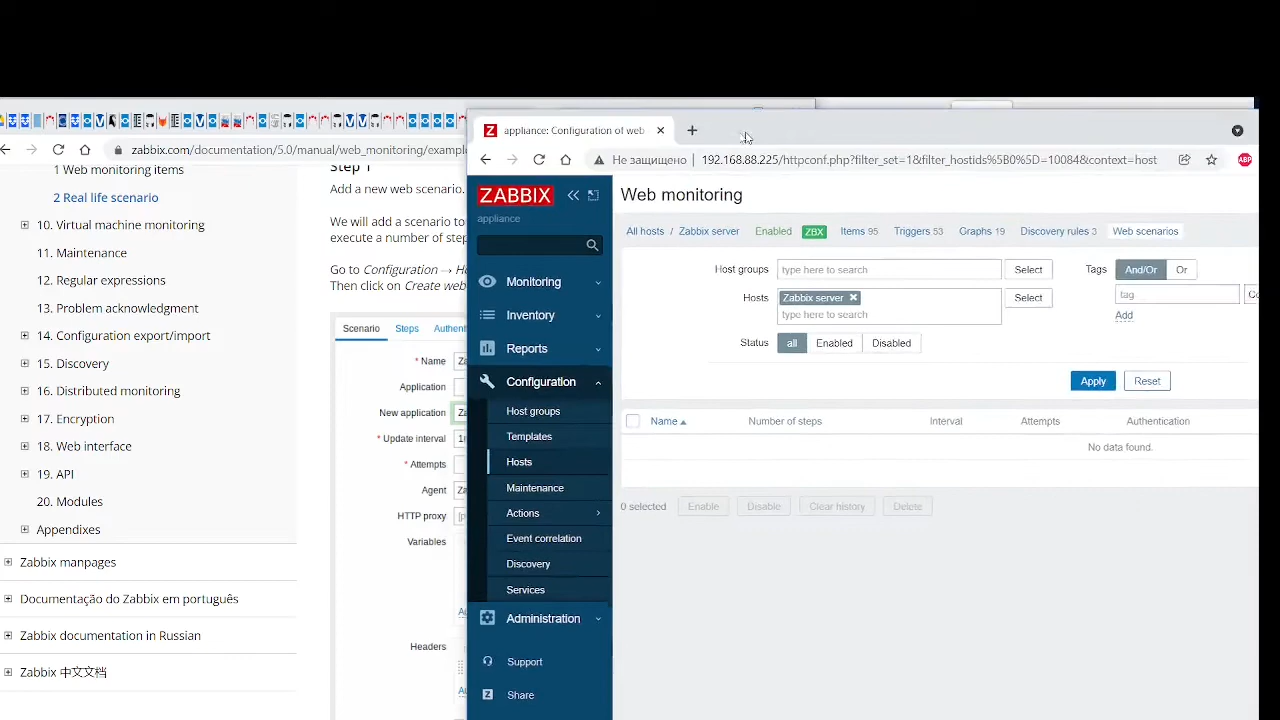 zabbix.com/documentation/5.0/manual/web_monitoring/example
1 Web monitoring items
2 Real life scenario
10. Virtual machine monitoring
11. Maintenance
12. Regular expressions
13. Problem acknowledgment
14. Configuration export/import
15. Discovery
16. Distributed monitoring
17. Encryption
18. Web interface
19. API
20. Modules
Appendixes
Zabbix manpages
Documentação do Zabbix em português
Zabbix documentation in Russian
Zabbix 中文文档
Step 1
Add a new web scenario.
We will add a scenario to
execute a number of step
Go to Configuration → Ho
Then click on Create web
Scenario Steps Authent
* Name Za
Application
New application Za
* Update interval 1
* Attempts
Agent Za
HTTP proxy [p
Variables
A
Headers
A
appliance: Configuration of web
Не защищено 192.168.88.225/httpconf.php?filter_set=1&filter_hostids%5B0%5D=10084&context=host
ABP
ZABBIX
appliance
Monitoring
Inventory
Reports
Configuration
Host groups
Templates
Hosts
Maintenance
Actions
Event correlation
Discovery
Services
Administration
Support
Share
Web monitoring
All hosts / Zabbix server Enabled ZBX Items 95 Triggers 53 Graphs 19 Discovery rules 3 Web scenarios
Host groups type here to search Select Tags And/Or Or
Hosts Zabbix server Select tag Co
type here to search Add
Status all Enabled Disabled
Apply Reset
Name Number of steps Interval Attempts Authentication
No data found.
0 selected Enable Disable Clear history Delete